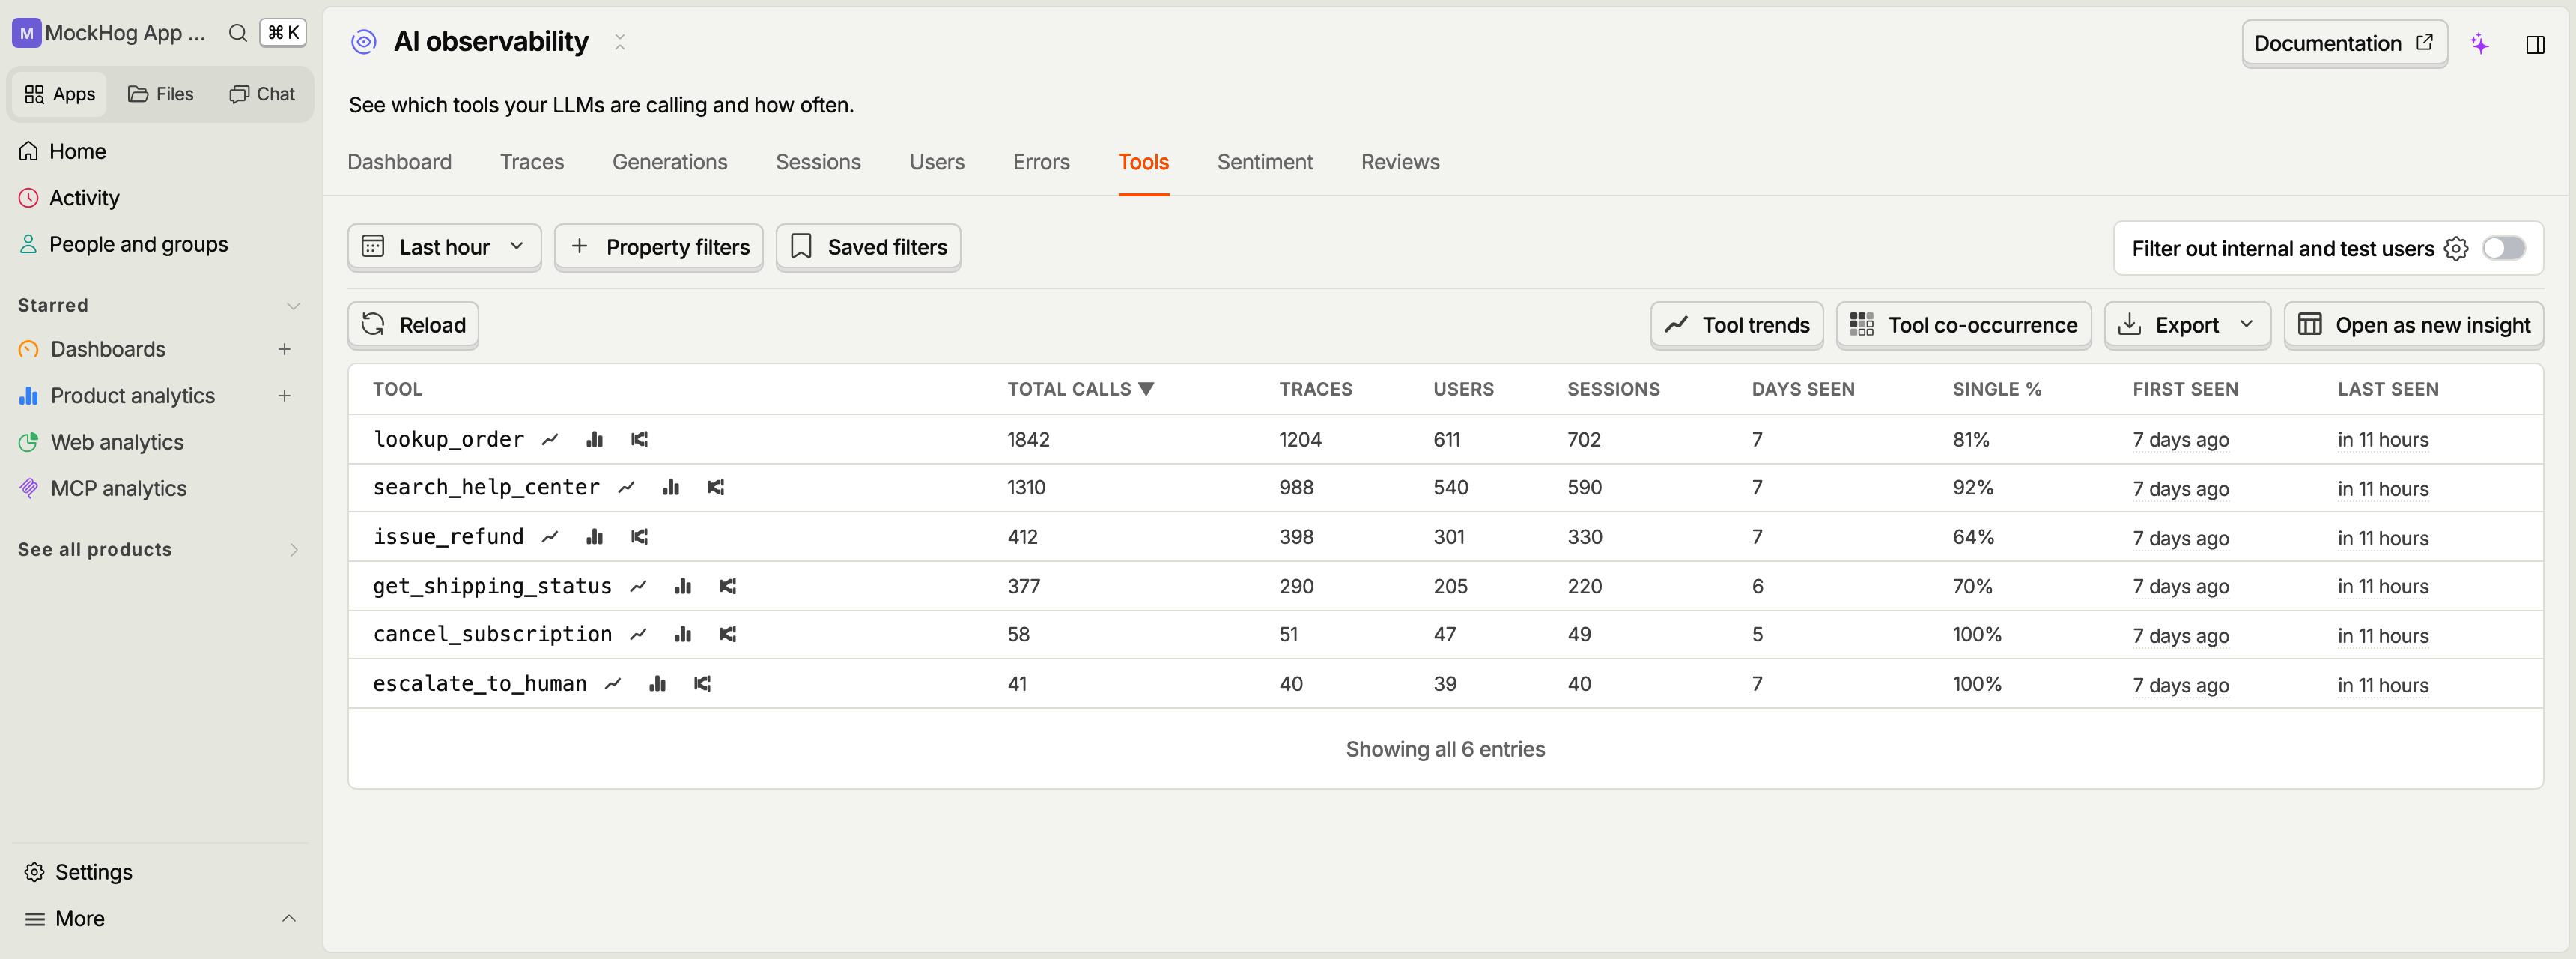 M MockHog App ... ⌘ K
Apps Files Chat
Home
Activity
People and groups
Starred
Dashboards
Product analytics
Web analytics
MCP analytics
See all products
Settings
More
AI observability
Documentation
See which tools your LLMs are calling and how often.
Dashboard Traces Generations Sessions Users Errors Tools Sentiment Reviews
Last hour Property filters Saved filters Filter out internal and test users
Reload Tool trends Tool co-occurrence Export Open as new insight
TOOL TOTAL CALLS TRACES USERS SESSIONS DAYS SEEN SINGLE % FIRST SEEN LAST SEEN
lookup_order 1842 1204 611 702 7 81% 7 days ago in 11 hours
search_help_center 1310 988 540 590 7 92% 7 days ago in 11 hours
issue_refund 412 398 301 330 7 64% 7 days ago in 11 hours
get_shipping_status 377 290 205 220 6 70% 7 days ago in 11 hours
cancel_subscription 58 51 47 49 5 100% 7 days ago in 11 hours
escalate_to_human 41 40 39 40 7 100% 7 days ago in 11 hours
Showing all 6 entries